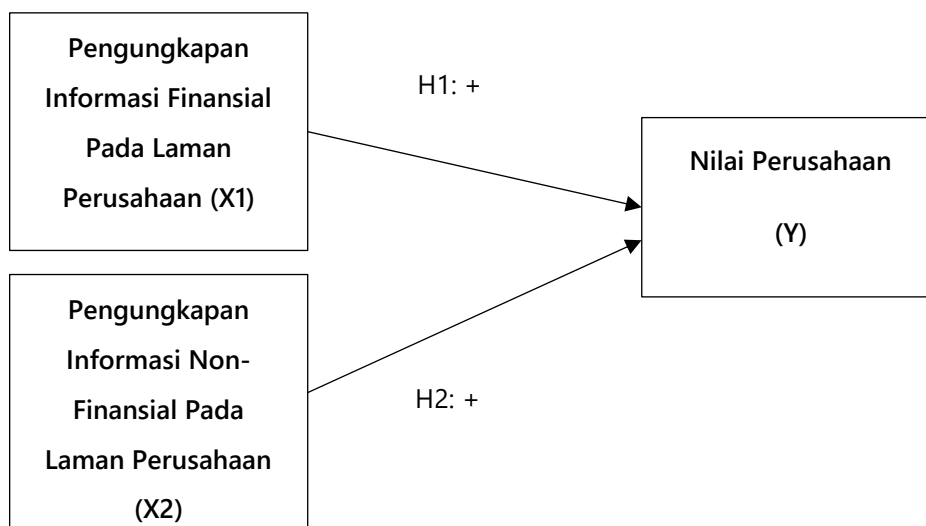 Pengungkapan
Informasi Finansial
Pada Laman
Perusahaan (X1)
H1: +
Nilai Perusahaan
(Y)
Pengungkapan
Informasi Non-
Finansial Pada
Laman Perusahaan
(X2)
H2: +